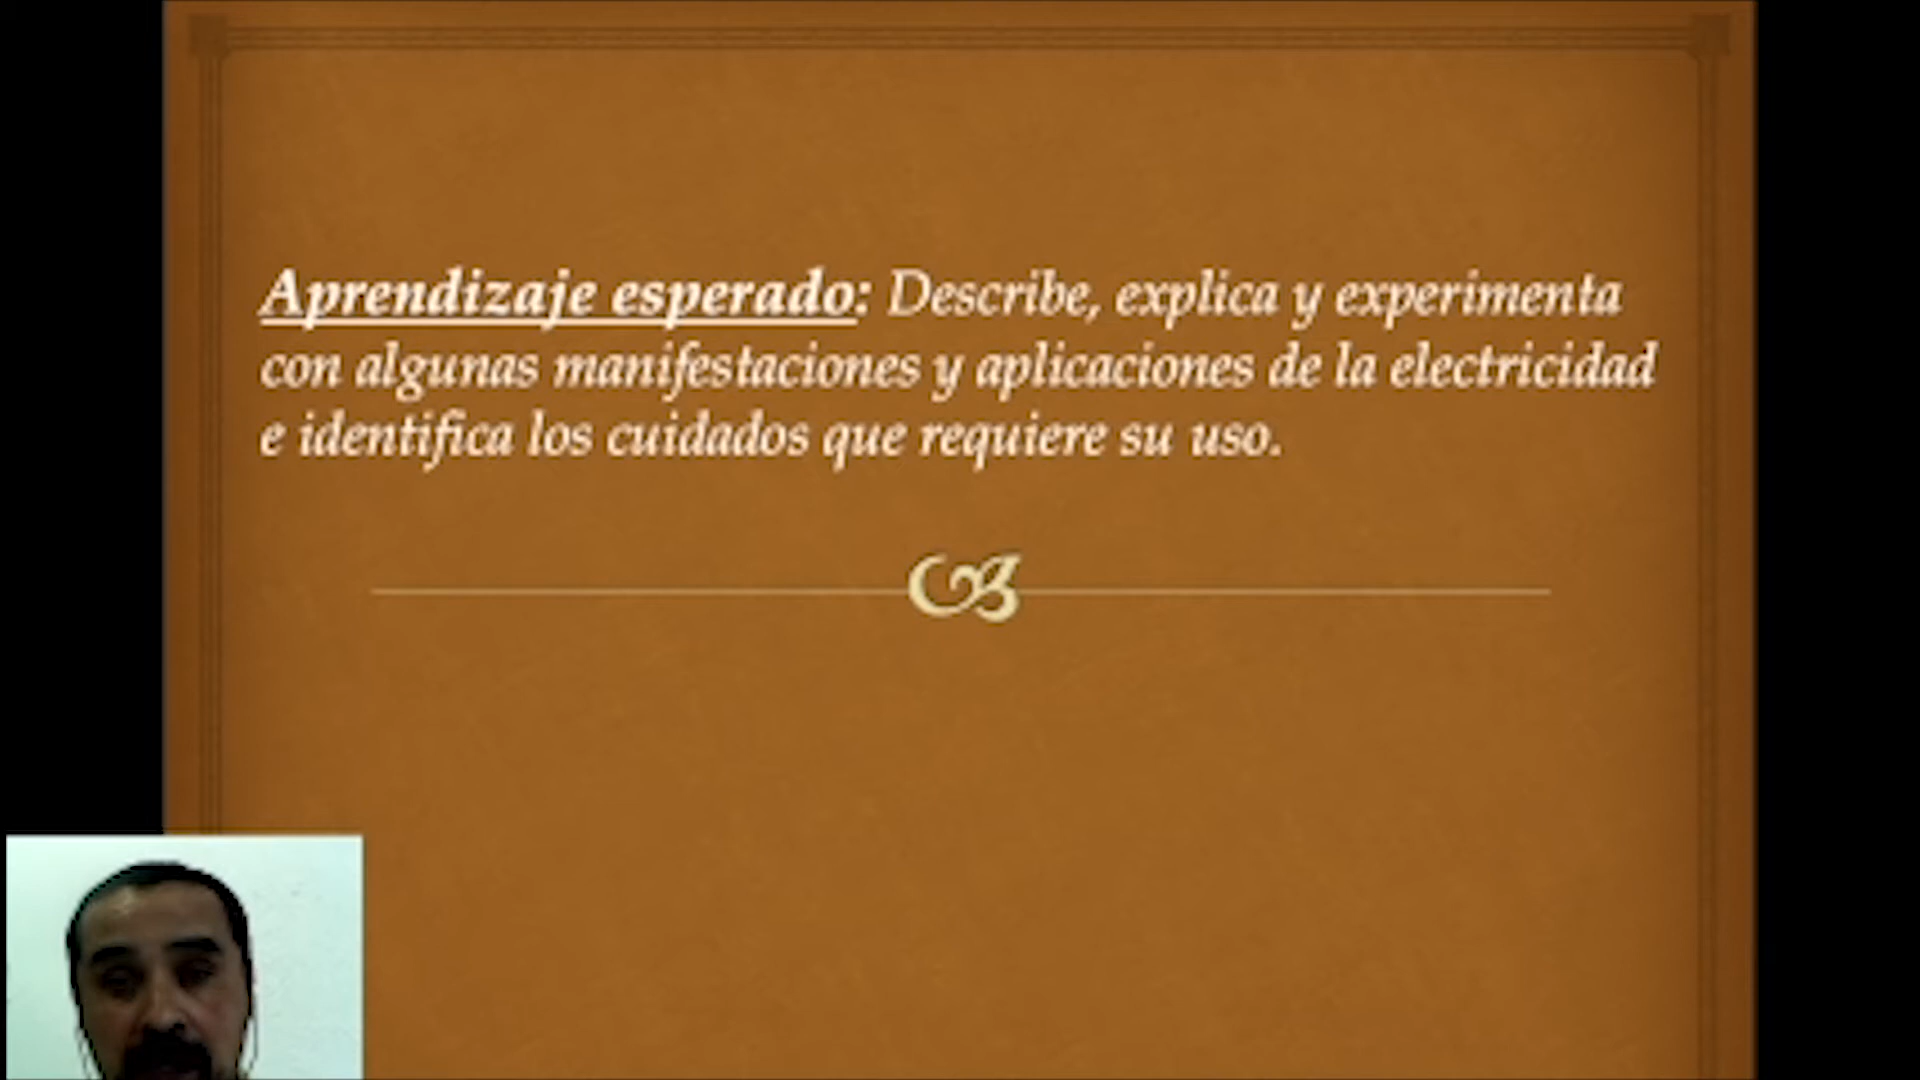 Aprendizaje esperado: Describe, explica y experimenta
con algunas manifestaciones y aplicaciones de la electricidad
e identifica los cuidados que requiere su uso.